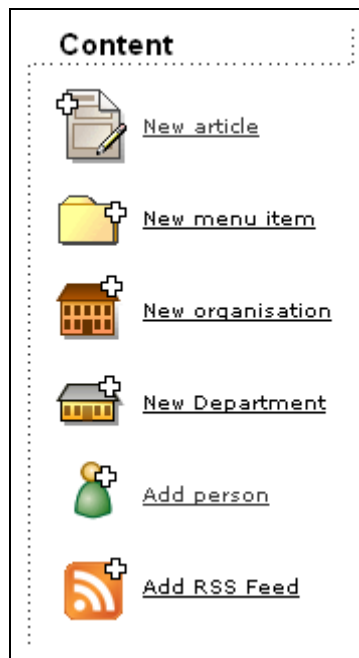 Content
New article
New menu item
New organisation
New Department
Add person
Add RSS Feed